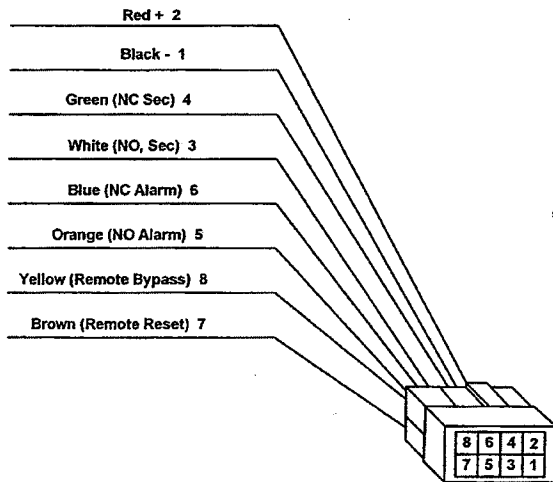 Red + 2
Black - 1
Green (NC Sec) 4
White (NO, Sec) 3
Blue (NC Alarm) 6
Orange (NO Alarm) 5
Yellow (Remote Bypass) 8
Brown (Remote Reset) 7
8 6 4 2
7 5 3 1